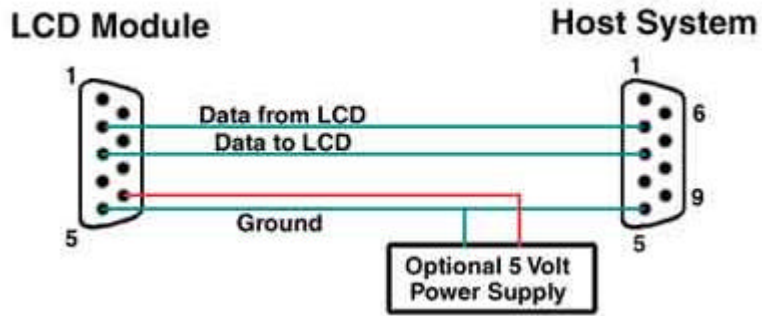 LCD Module
Host System
1
1
6
Data from LCD
Data to LCD
9
5
Ground
5
Optional 5 Volt
Power Supply